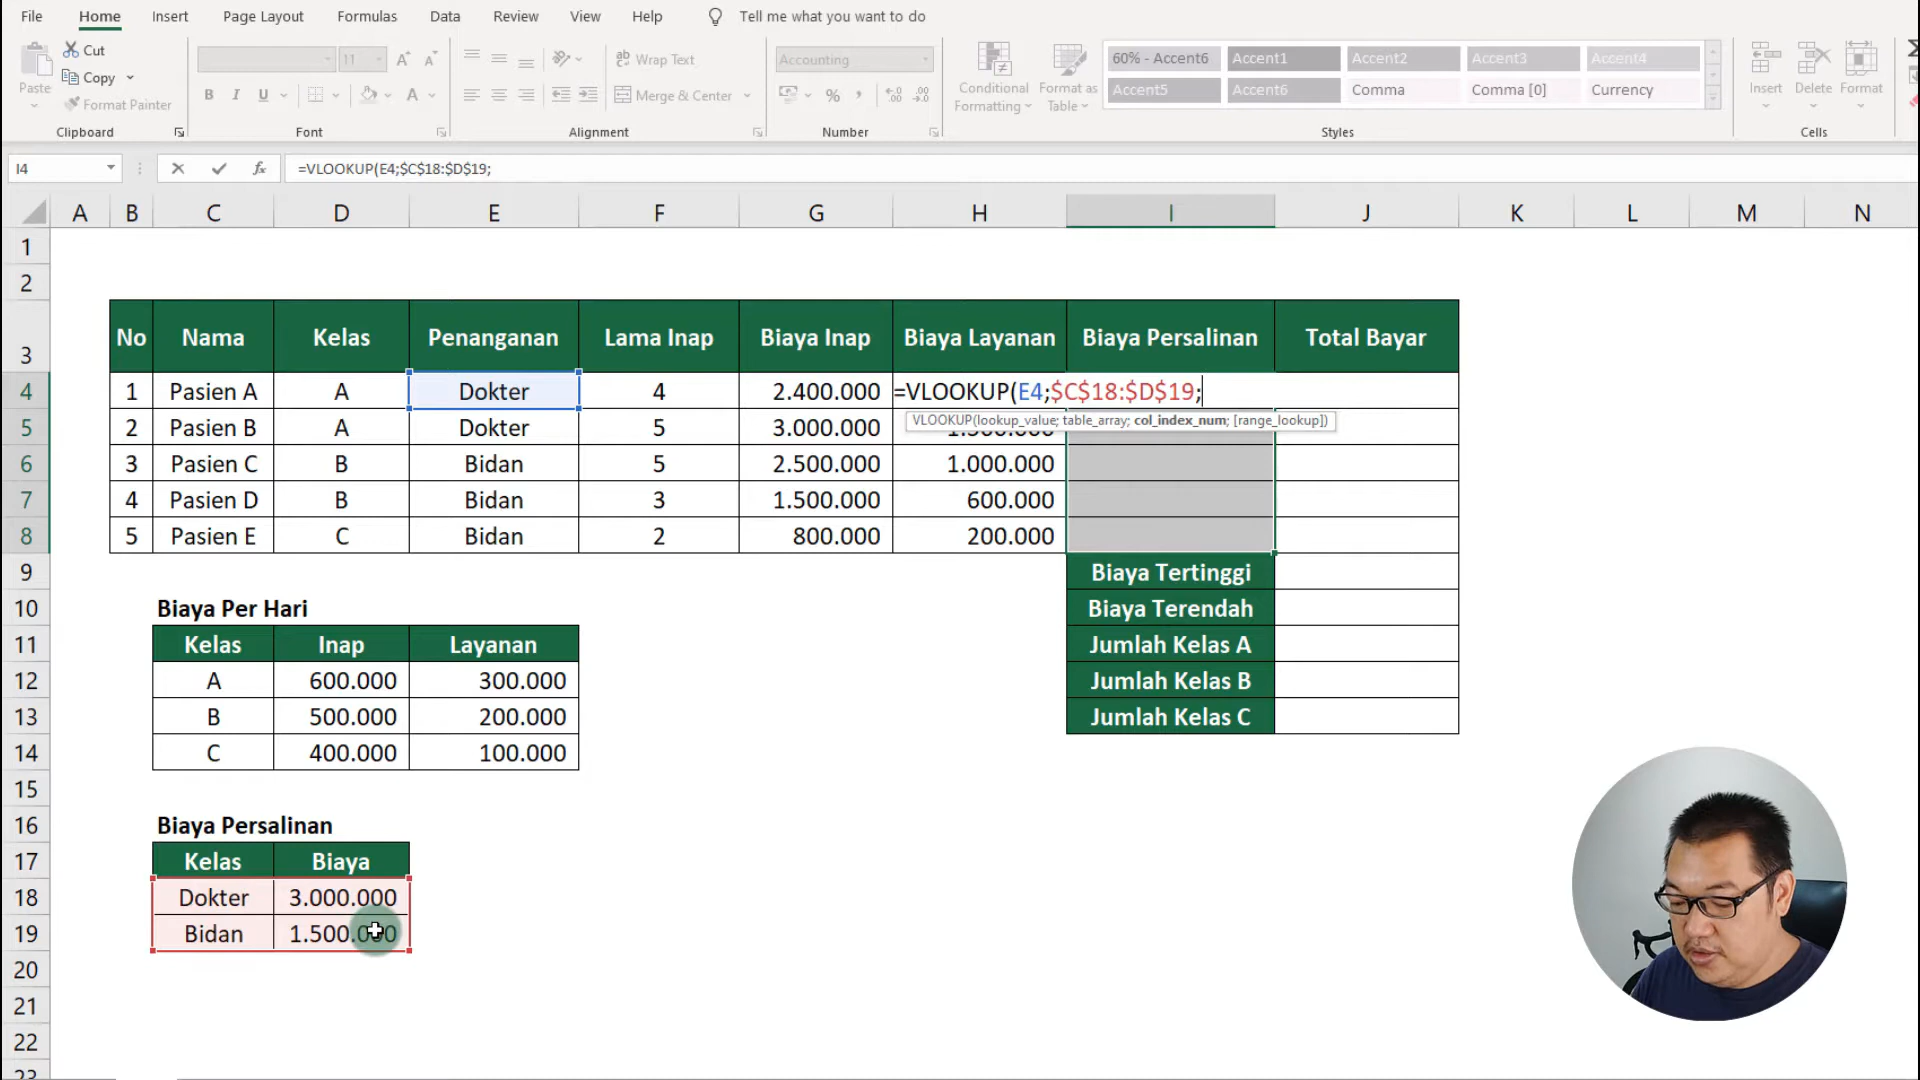 File Home Insert Page Layout Formulas Data Review View Help Tell me what you want to do
Cut
Copy
Paste
Format Painter
11
Wrap Text
Merge & Center
Accounting
Conditional Formatting
Format as Table
60% - Accent6 Accent1 Accent2 Accent3 Accent4
Accent5 Accent6 Comma Comma [0] Currency
Insert Delete Format
Clipboard Font Alignment Number Styles Cells
I4 fx =VLOOKUP(E4;$C$18:$D$19;
A B C D E F G H I J K L M N
1
2
3 No Nama Kelas Penanganan Lama Inap Biaya Inap Biaya Layanan Biaya Persalinan Total Bayar
4 1 Pasien A A Dokter 4 2.400.000 =VLOOKUP(E4;$C$18:$D$19;
VLOOKUP(lookup_value; table_array; col_index_num; [range_lookup])
5 2 Pasien B A Dokter 5 3.000.000
6 3 Pasien C B Bidan 5 2.500.000 1.000.000
7 4 Pasien D B Bidan 3 1.500.000 600.000
8 5 Pasien E C Bidan 2 800.000 200.000
9 Biaya Tertinggi
10 Biaya Per Hari Biaya Terendah
11 Kelas Inap Layanan Jumlah Kelas A
12 A 600.000 300.000 Jumlah Kelas B
13 B 500.000 200.000 Jumlah Kelas C
14 C 400.000 100.000
15
16 Biaya Persalinan
17 Kelas Biaya
18 Dokter 3.000.000
19 Bidan 1.500.000
20
21
22
23